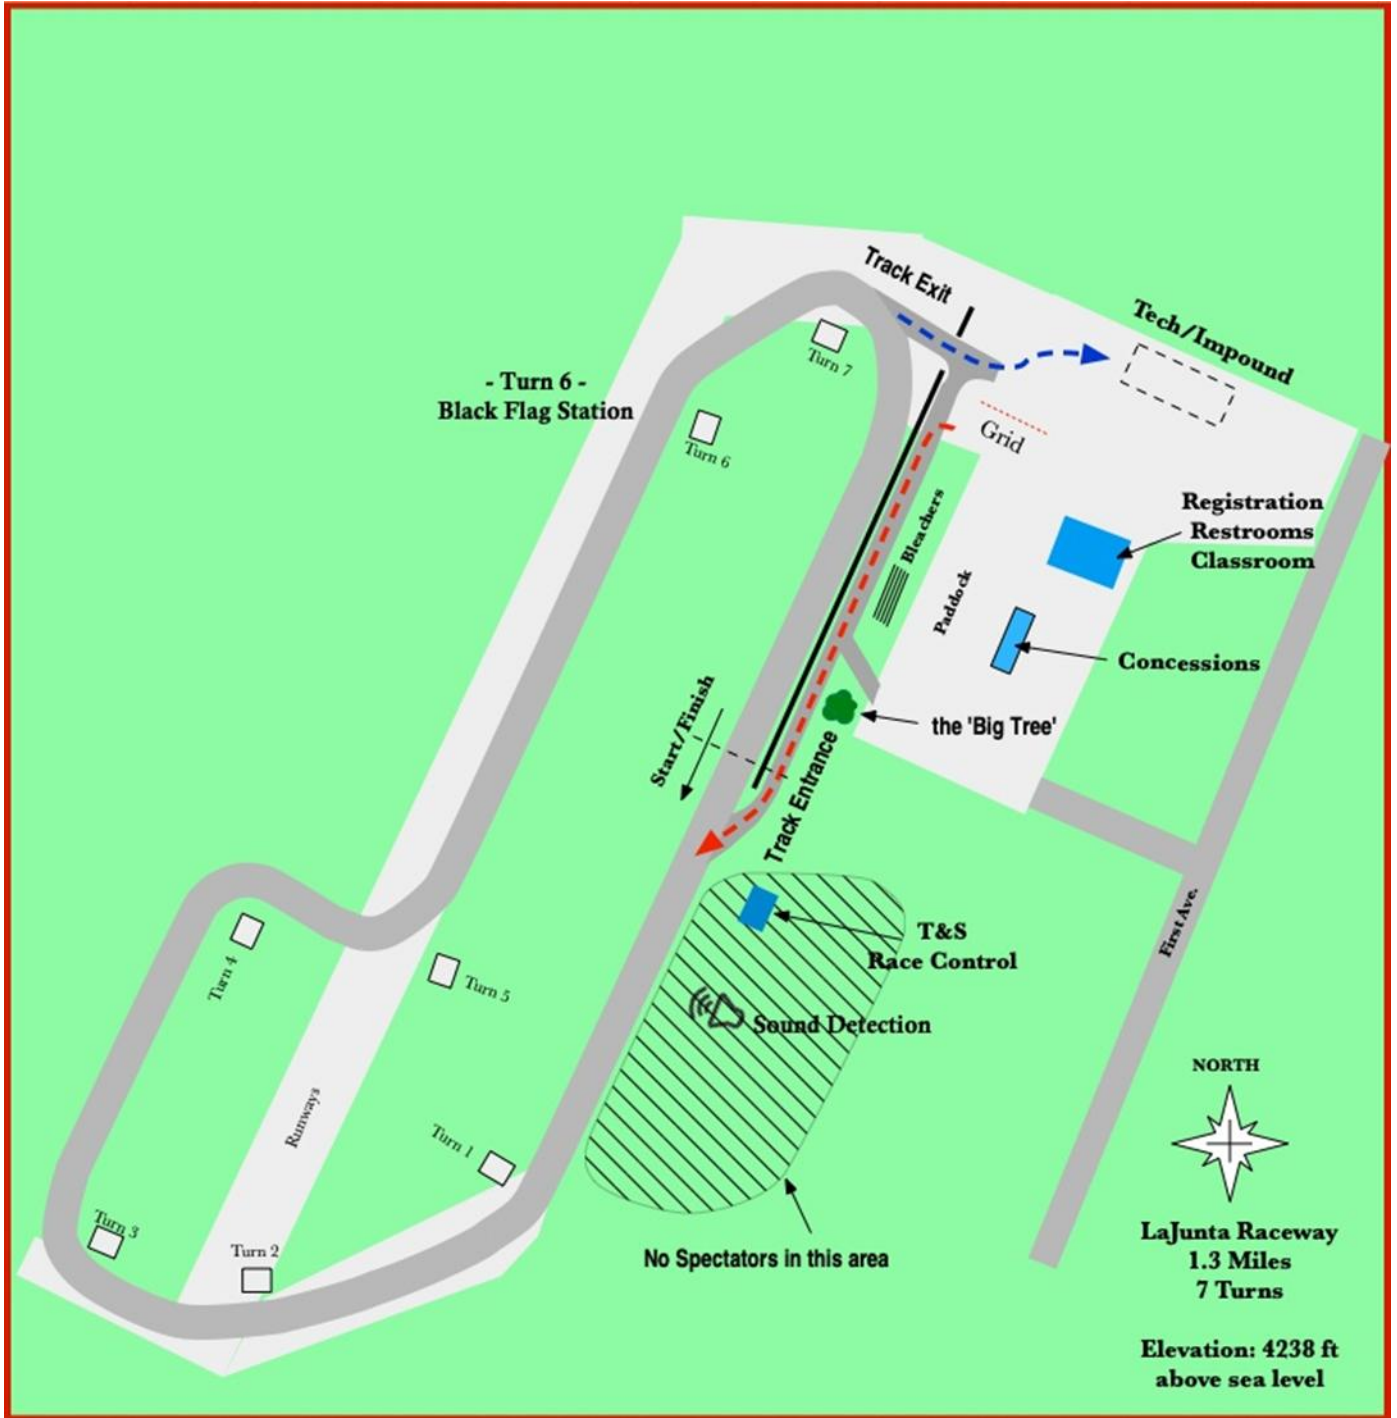 Track Exit
Tech/Impound
Turn 7
- Turn 6 -
Black Flag Station
Turn 6
Grid
Bleachers
Registration
Restrooms
Classroom
Paddock
Concessions
Start/Finish
the 'Big Tree'
Track Entrance
First Ave.
T&S
Race Control
Turn 4
Turn 5
Sound Detection
Runways
Turn 1
NORTH
Turn 3
Turn 2
No Spectators in this area
LaJunta Raceway
1.3 Miles
7 Turns
Elevation: 4238 ft
above sea level